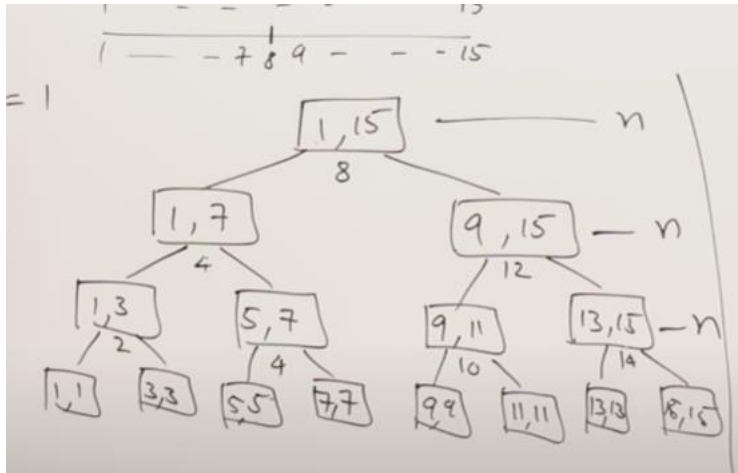 1 — — — — 15
1 — — 7 8 9 — — — 15
= 1
1,15 — n
8
1,7 9,15 — n
4 12
1,3 5,7 9,11 13,15 — n
2 4 10 14
1,1 3,3 5,5 7,7 9,9 11,11 13,13 15,15